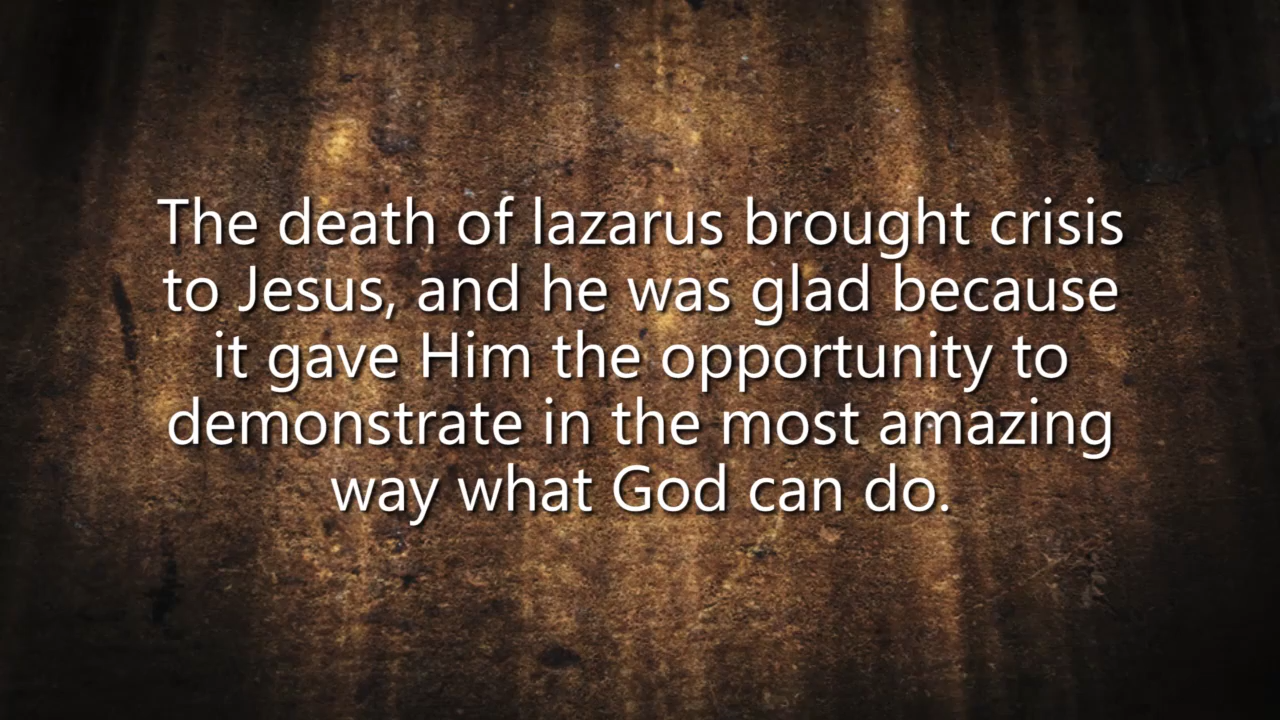 The death of lazarus brought crisis
to Jesus, and he was glad because
it gave Him the opportunity to
demonstrate in the most amazing
way what God can do.